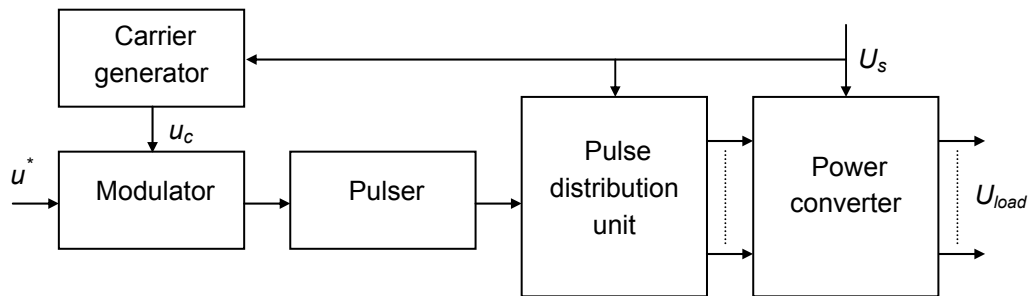 Carrier
generator
U_s
u_c
u^*
Modulator
Pulser
Pulse
distribution
unit
Power
converter
U_load